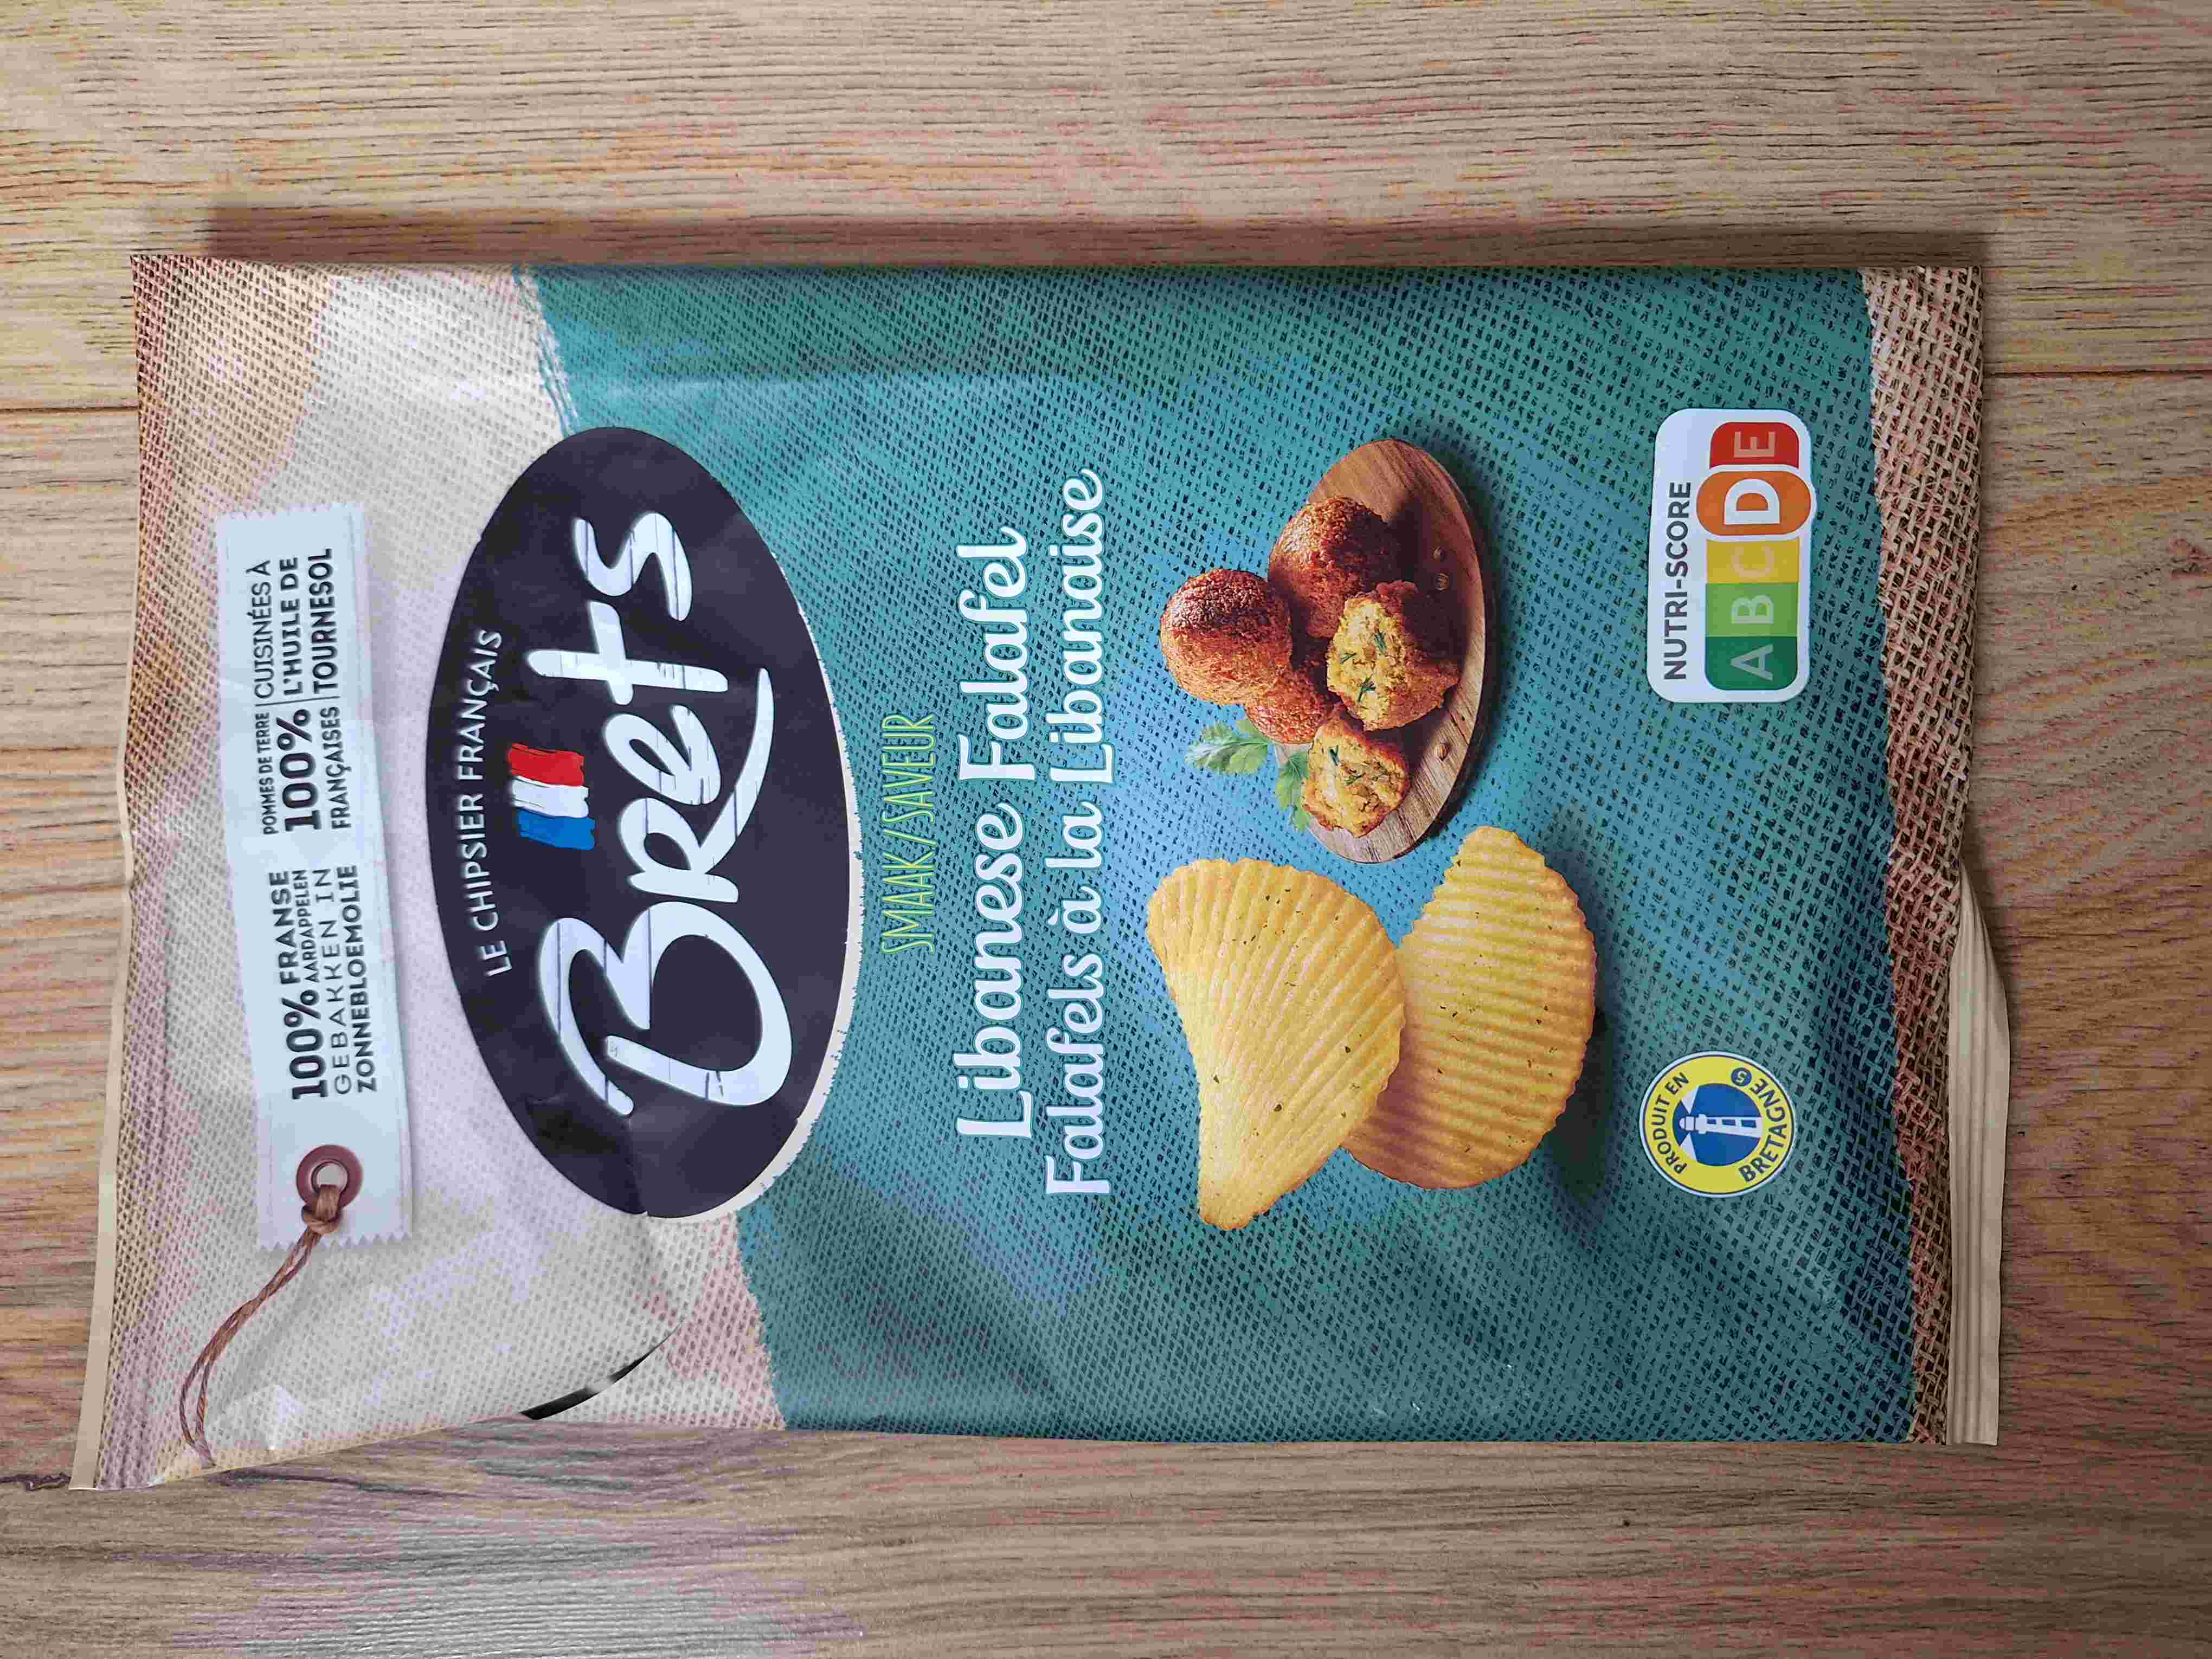 100% FRANSE
AARDAPPELEN
GEBAKKEN IN
ZONNEBLOEMOLIE
POMMES DE TERRE
100%
FRANÇAISES
CUISINÉES À
L'HUILE DE
TOURNESOL
LE CHIPSIER FRANÇAIS
Brets
SMAAK/SAVEUR
Libanese Falafel
Falafels à la Libanaise
PRODUIT EN
BRETAGNE 5
NUTRI-SCORE
A B C D E